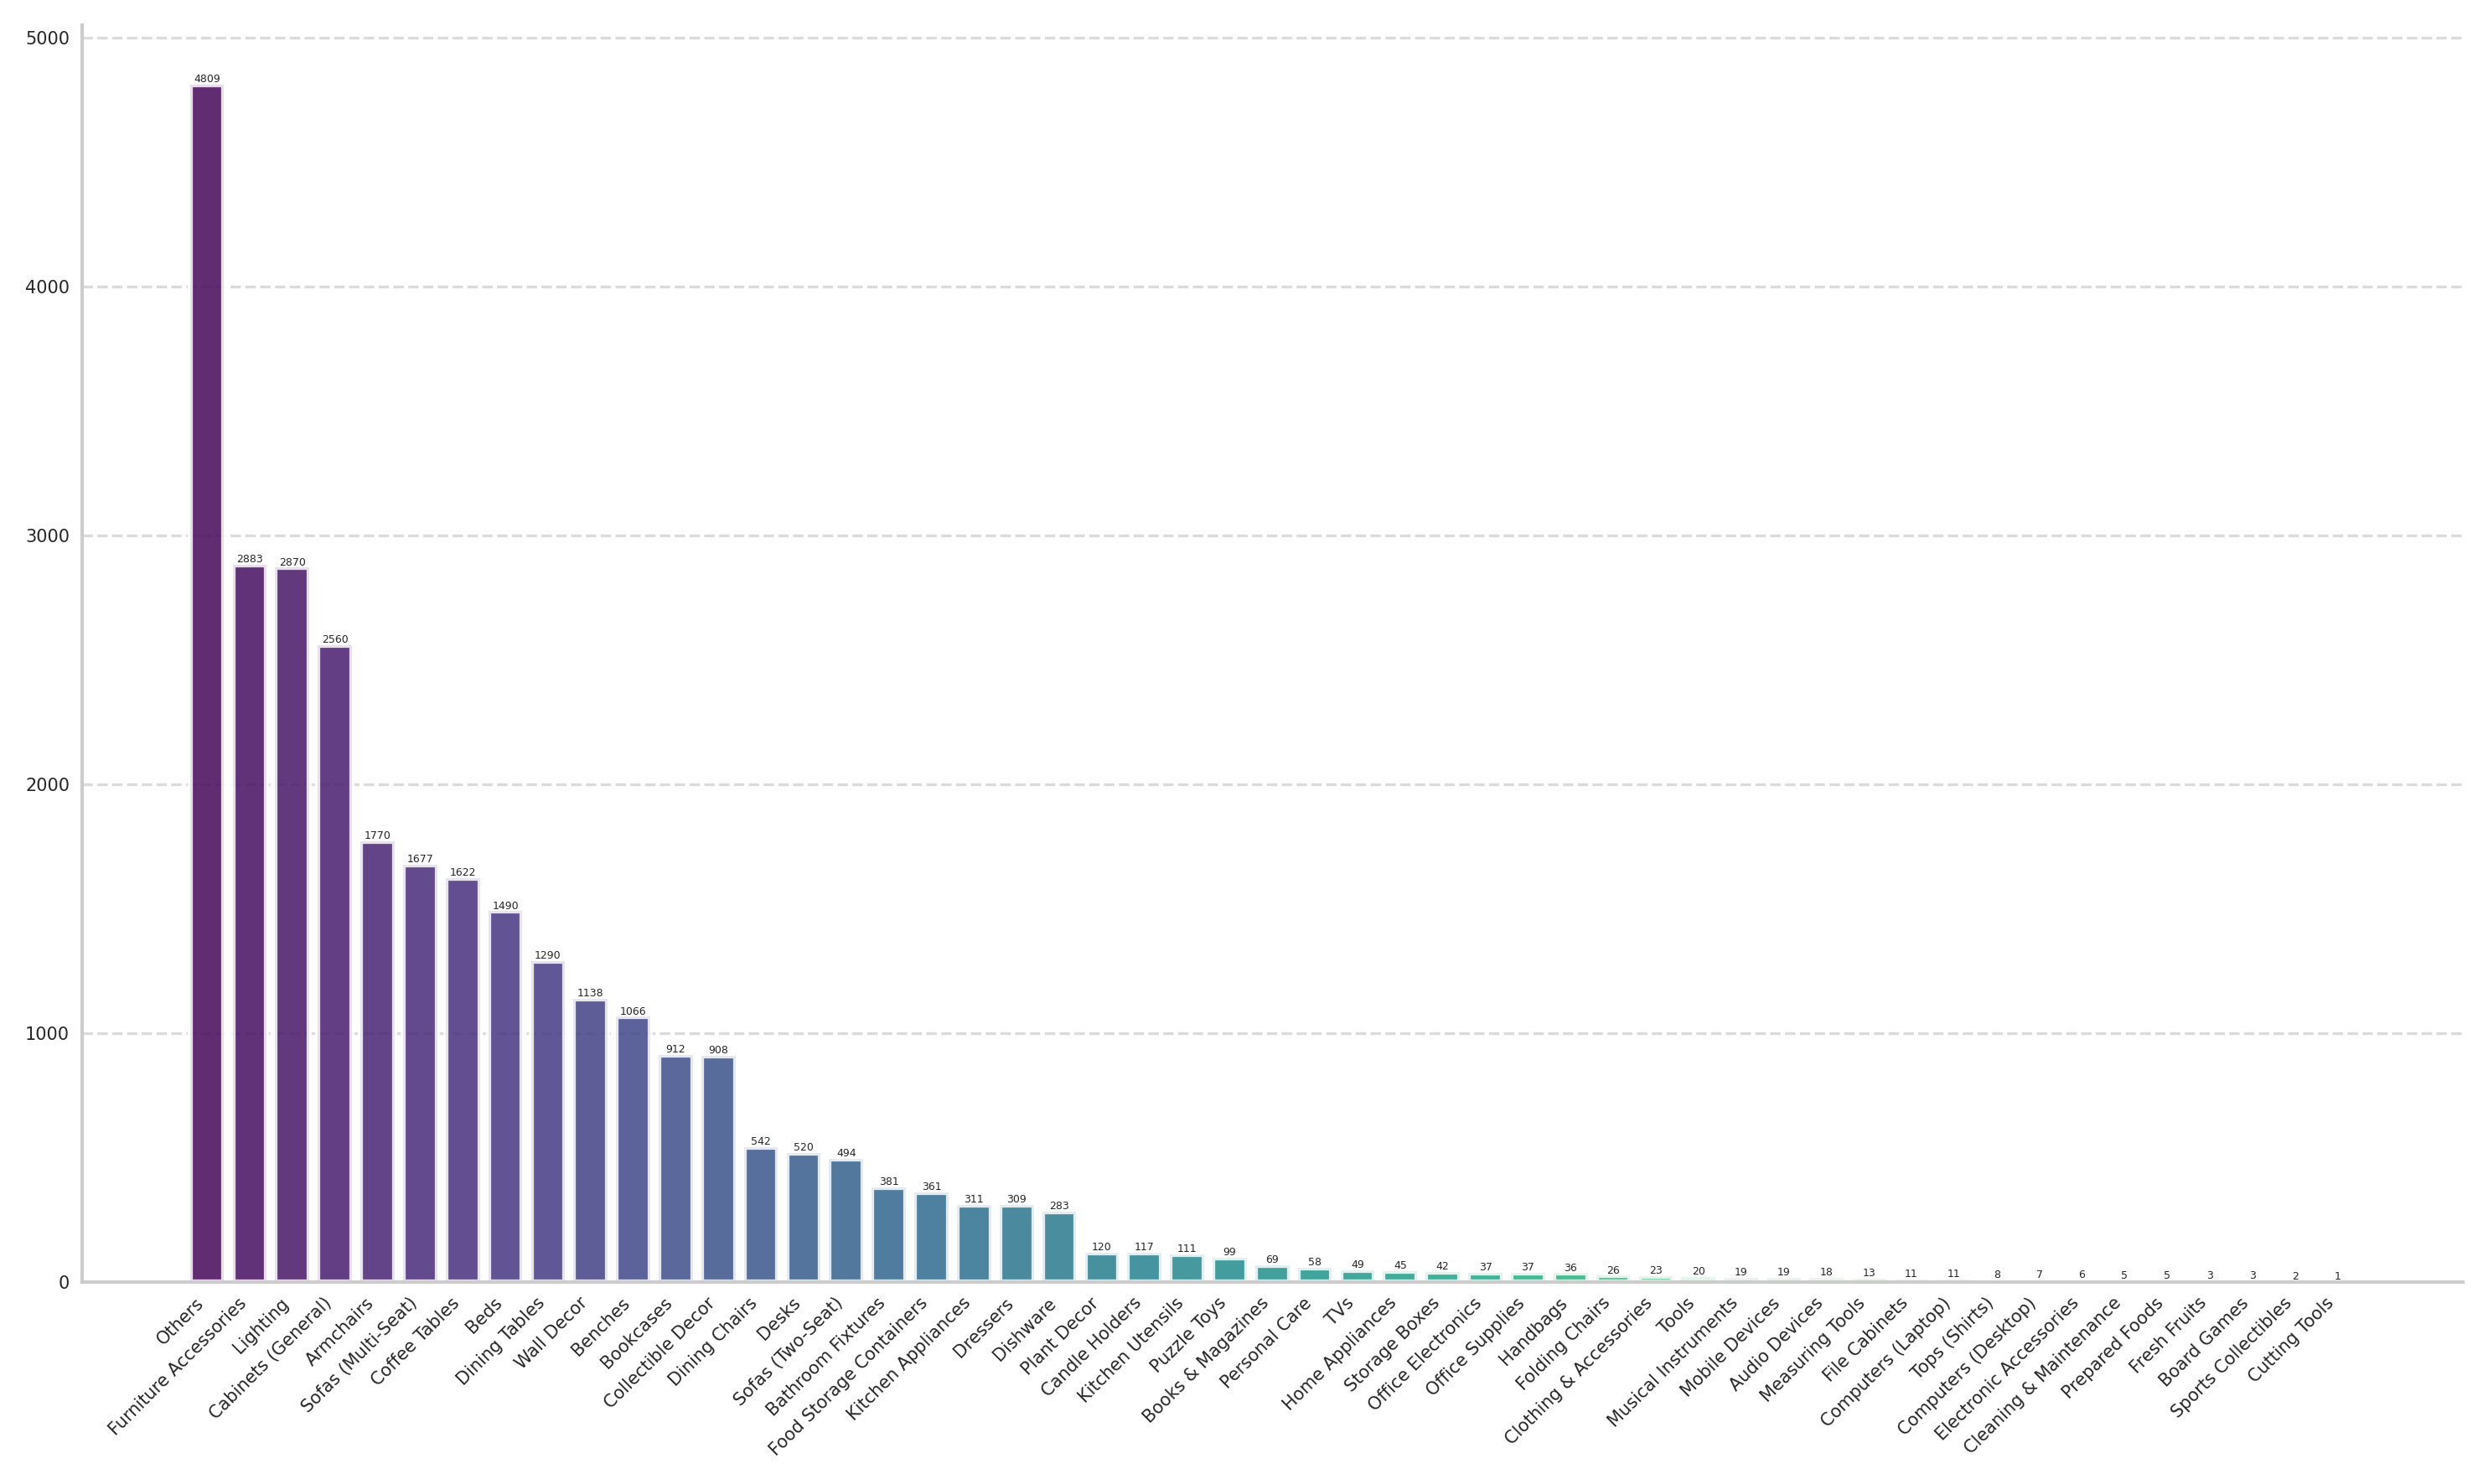 5000
4000
3000
2000
1000
0
4809
2883
2870
2560
1770
1677
1622
1490
1290
1138
1066
912
908
542
520
494
381
361
311
309
283
120
117
111
99
69
58
49
45
42
37
37
36
26
23
20
19
19
18
13
11
11
8
7
6
5
5
3
3
2
1
Others
Furniture Accessories
Lighting
Cabinets (General)
Armchairs
Sofas (Multi-Seat)
Coffee Tables
Beds
Dining Tables
Wall Decor
Benches
Bookcases
Collectible Decor
Dining Chairs
Desks
Sofas (Two-Seat)
Bathroom Fixtures
Food Storage Containers
Kitchen Appliances
Dressers
Dishware
Plant Decor
Candle Holders
Kitchen Utensils
Puzzle Toys
Books & Magazines
Personal Care
TVs
Home Appliances
Storage Boxes
Office Electronics
Office Supplies
Handbags
Folding Chairs
Clothing & Accessories
Tools
Musical Instruments
Mobile Devices
Audio Devices
Measuring Tools
File Cabinets
Computers (Laptop)
Tops (Shirts)
Computers (Desktop)
Electronic Accessories
Cleaning & Maintenance
Prepared Foods
Fresh Fruits
Board Games
Sports Collectibles
Cutting Tools